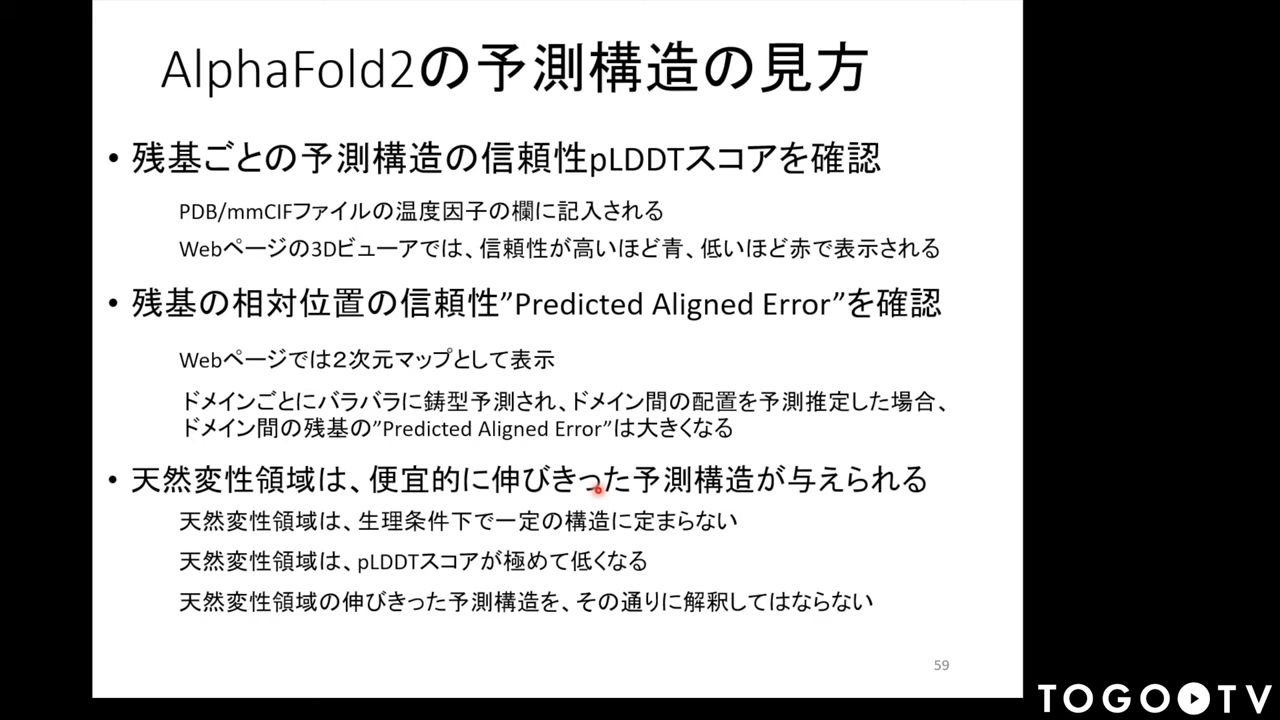 AlphaFold2の予測構造の見方
• 残基ごとの予測構造の信頼性pLDDTスコアを確認
PDB/mmCIFファイルの温度因子の欄に記入される
Webページの3Dビューアでは、信頼性が高いほど青、低いほど赤で表示される
• 残基の相対位置の信頼性”Predicted Aligned Error”を確認
Webページでは２次元マップとして表示
ドメインごとにバラバラに鋳型予測され、ドメイン間の配置を予測推定した場合、
ドメイン間の残基の”Predicted Aligned Error”は大きくなる
• 天然変性領域は、便宜的に伸びきった予測構造が与えられる
天然変性領域は、生理条件下で一定の構造に定まらない
天然変性領域は、pLDDTスコアが極めて低くなる
天然変性領域の伸びきった予測構造を、その通りに解釈してはならない
59
TOGO TV